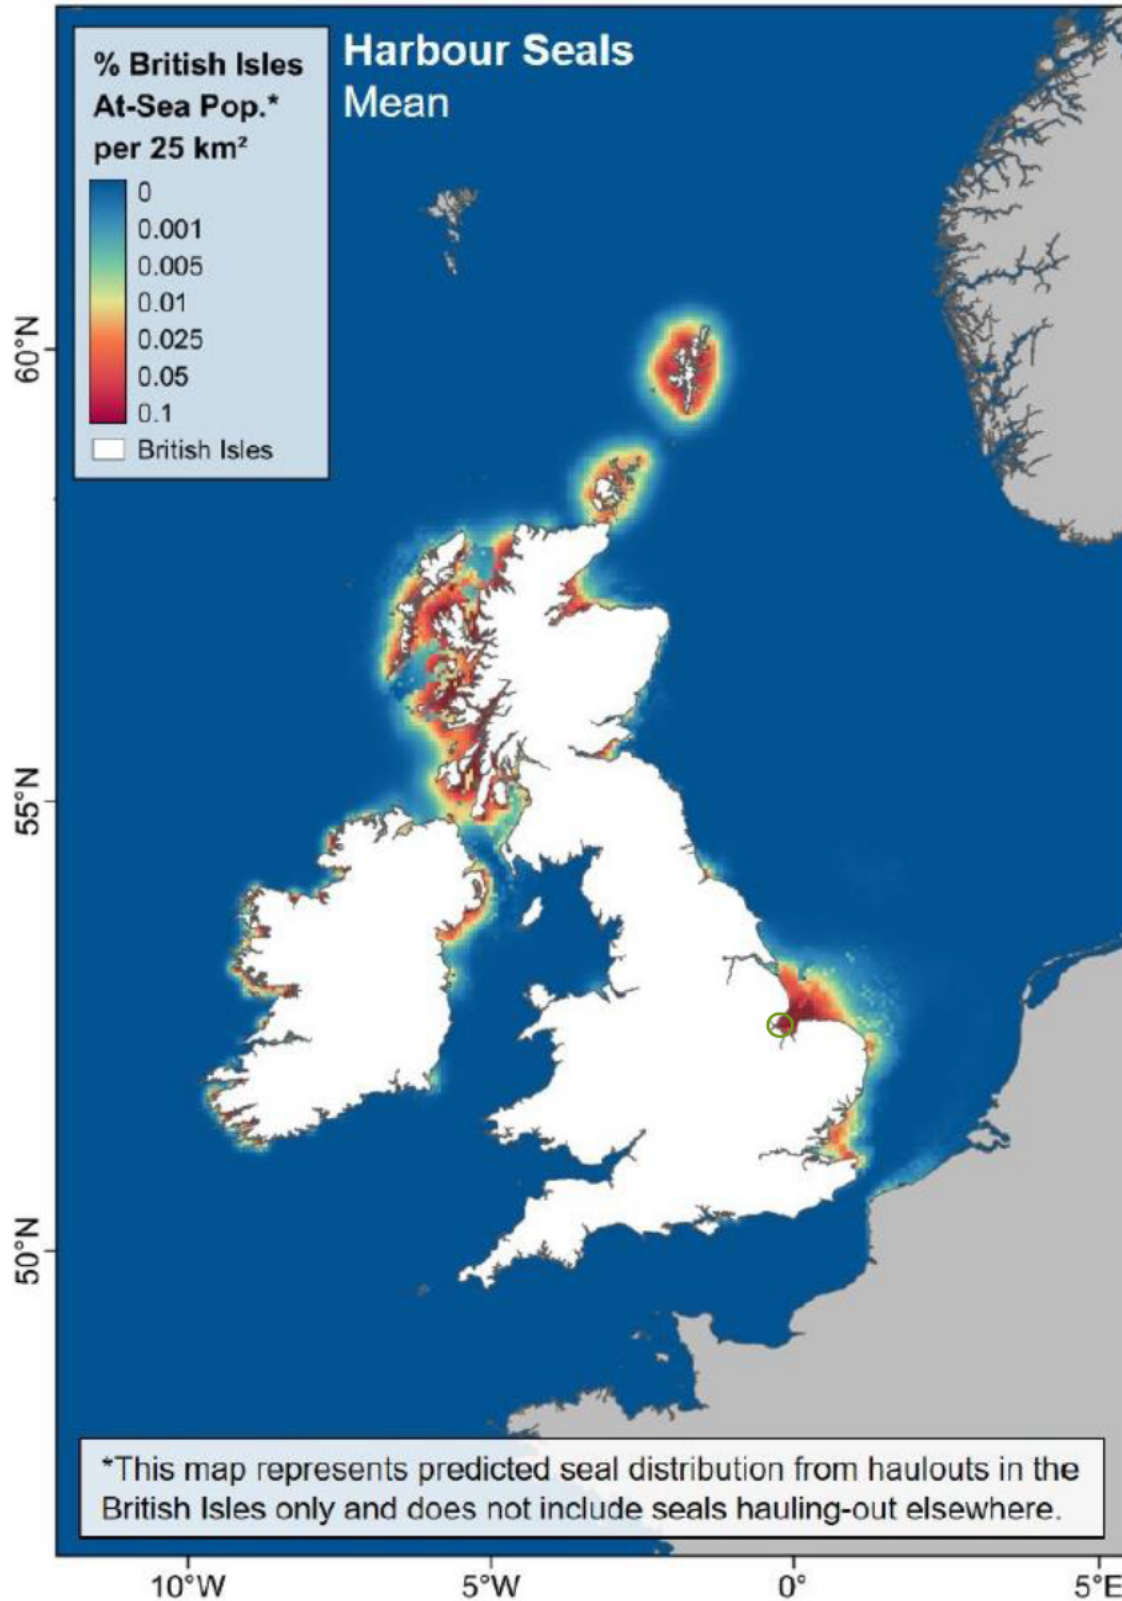 % British Isles
At-Sea Pop.*
per 25 km²
0
0.001
0.005
0.01
0.025
0.05
0.1
British Isles
Harbour Seals
Mean
60°N
55°N
50°N
*This map represents predicted seal distribution from haulouts in the
British Isles only and does not include seals hauling-out elsewhere.
10°W
5°W
0°
5°E